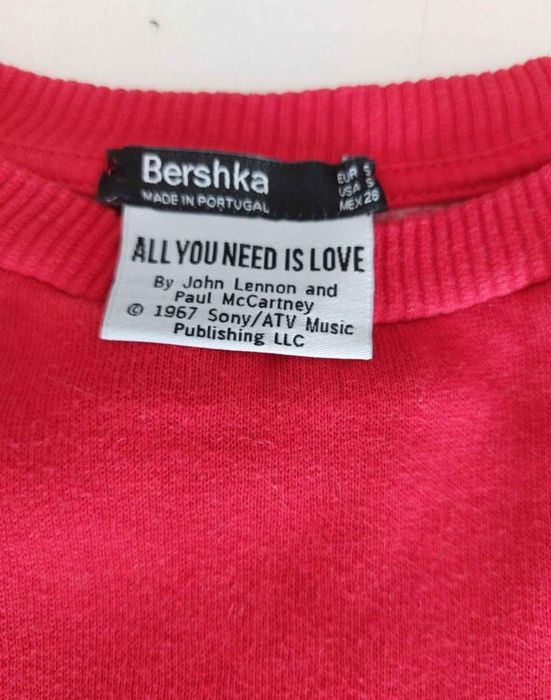 Bershka
MADE IN PORTUGAL
EUR S
USA S
MEX 26
ALL YOU NEED IS LOVE
By John Lennon and
Paul McCartney
© 1967 Sony/ATV Music
Publishing LLC